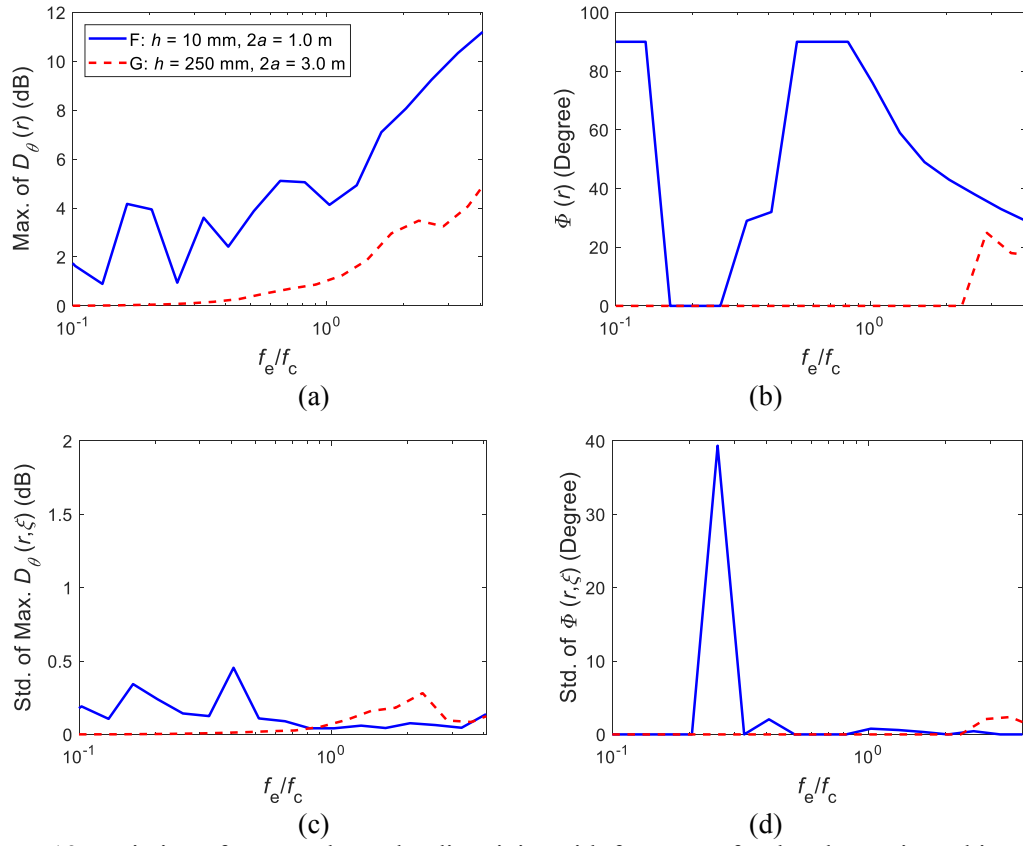 12
10
8
6
4
2
0
Max. of D_θ (r) (dB)
F: h = 10 mm, 2a = 1.0 m
G: h = 250 mm, 2a = 3.0 m
10^-1
10^0
f_e/f_c
(a)
100
80
60
40
20
0
Φ (r) (Degree)
10^-1
10^0
f_e/f_c
(b)
2
1.5
1
0.5
0
Std. of Max. D_θ (r,ξ) (dB)
10^-1
10^0
f_e/f_c
(c)
40
30
20
10
0
Std. of Φ (r,ξ) (Degree)
10^-1
10^0
f_e/f_c
(d)